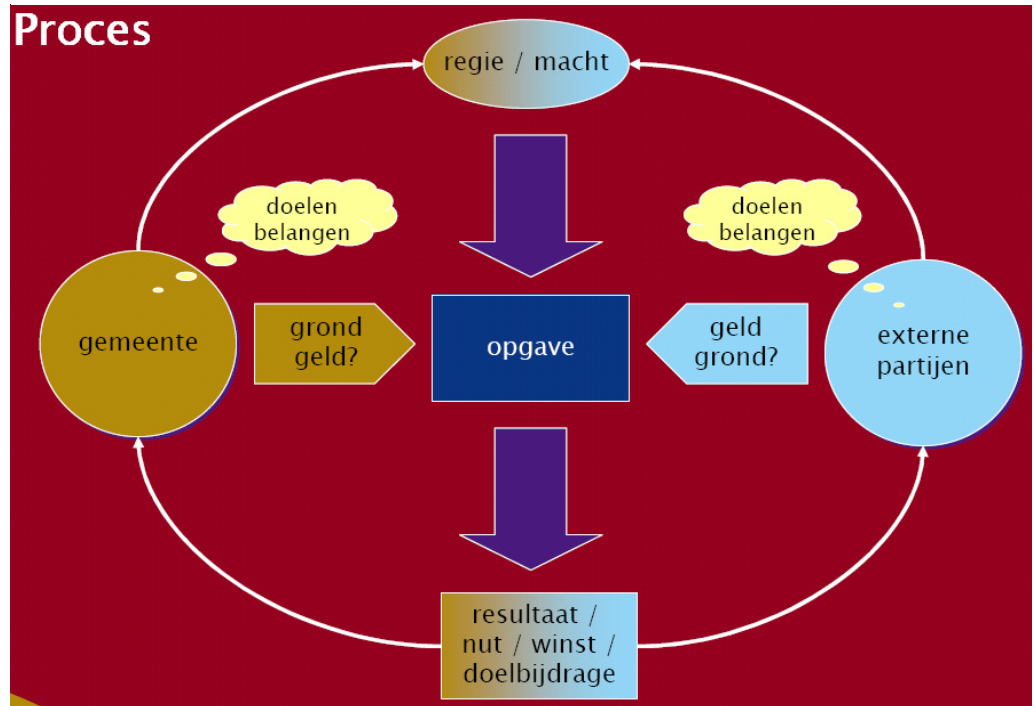 Proces
regie / macht
doelen
belangen
doelen
belangen
gemeente
grond
geld?
opgave
geld
grond?
externe
partijen
resultaat /
nut / winst /
doelbijdrage